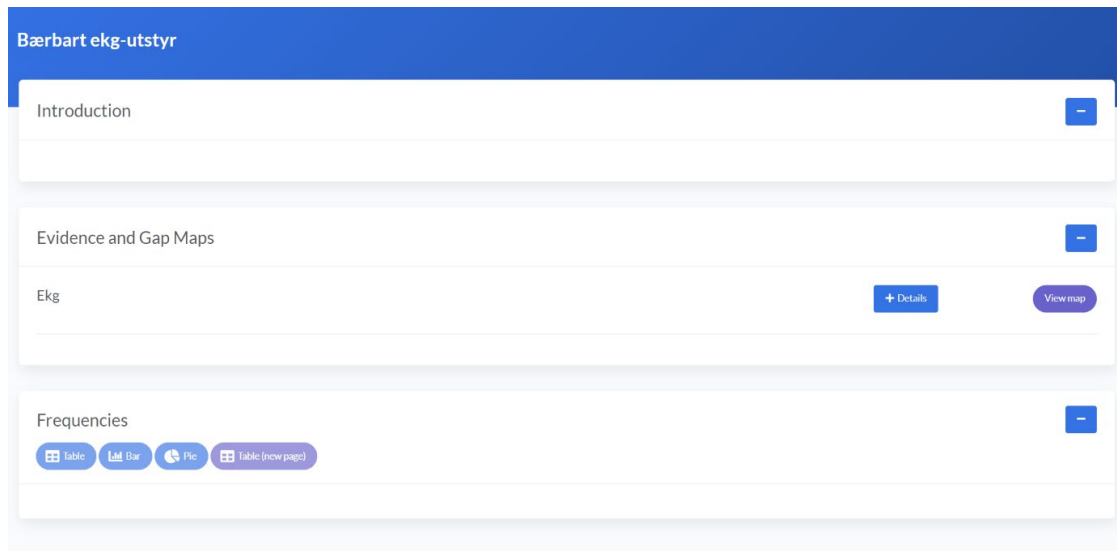 Bærbart ekg-utstyr
Introduction
Evidence and Gap Maps
Ekg + Details View map
Frequencies
Table Bar Pie Table (new page)